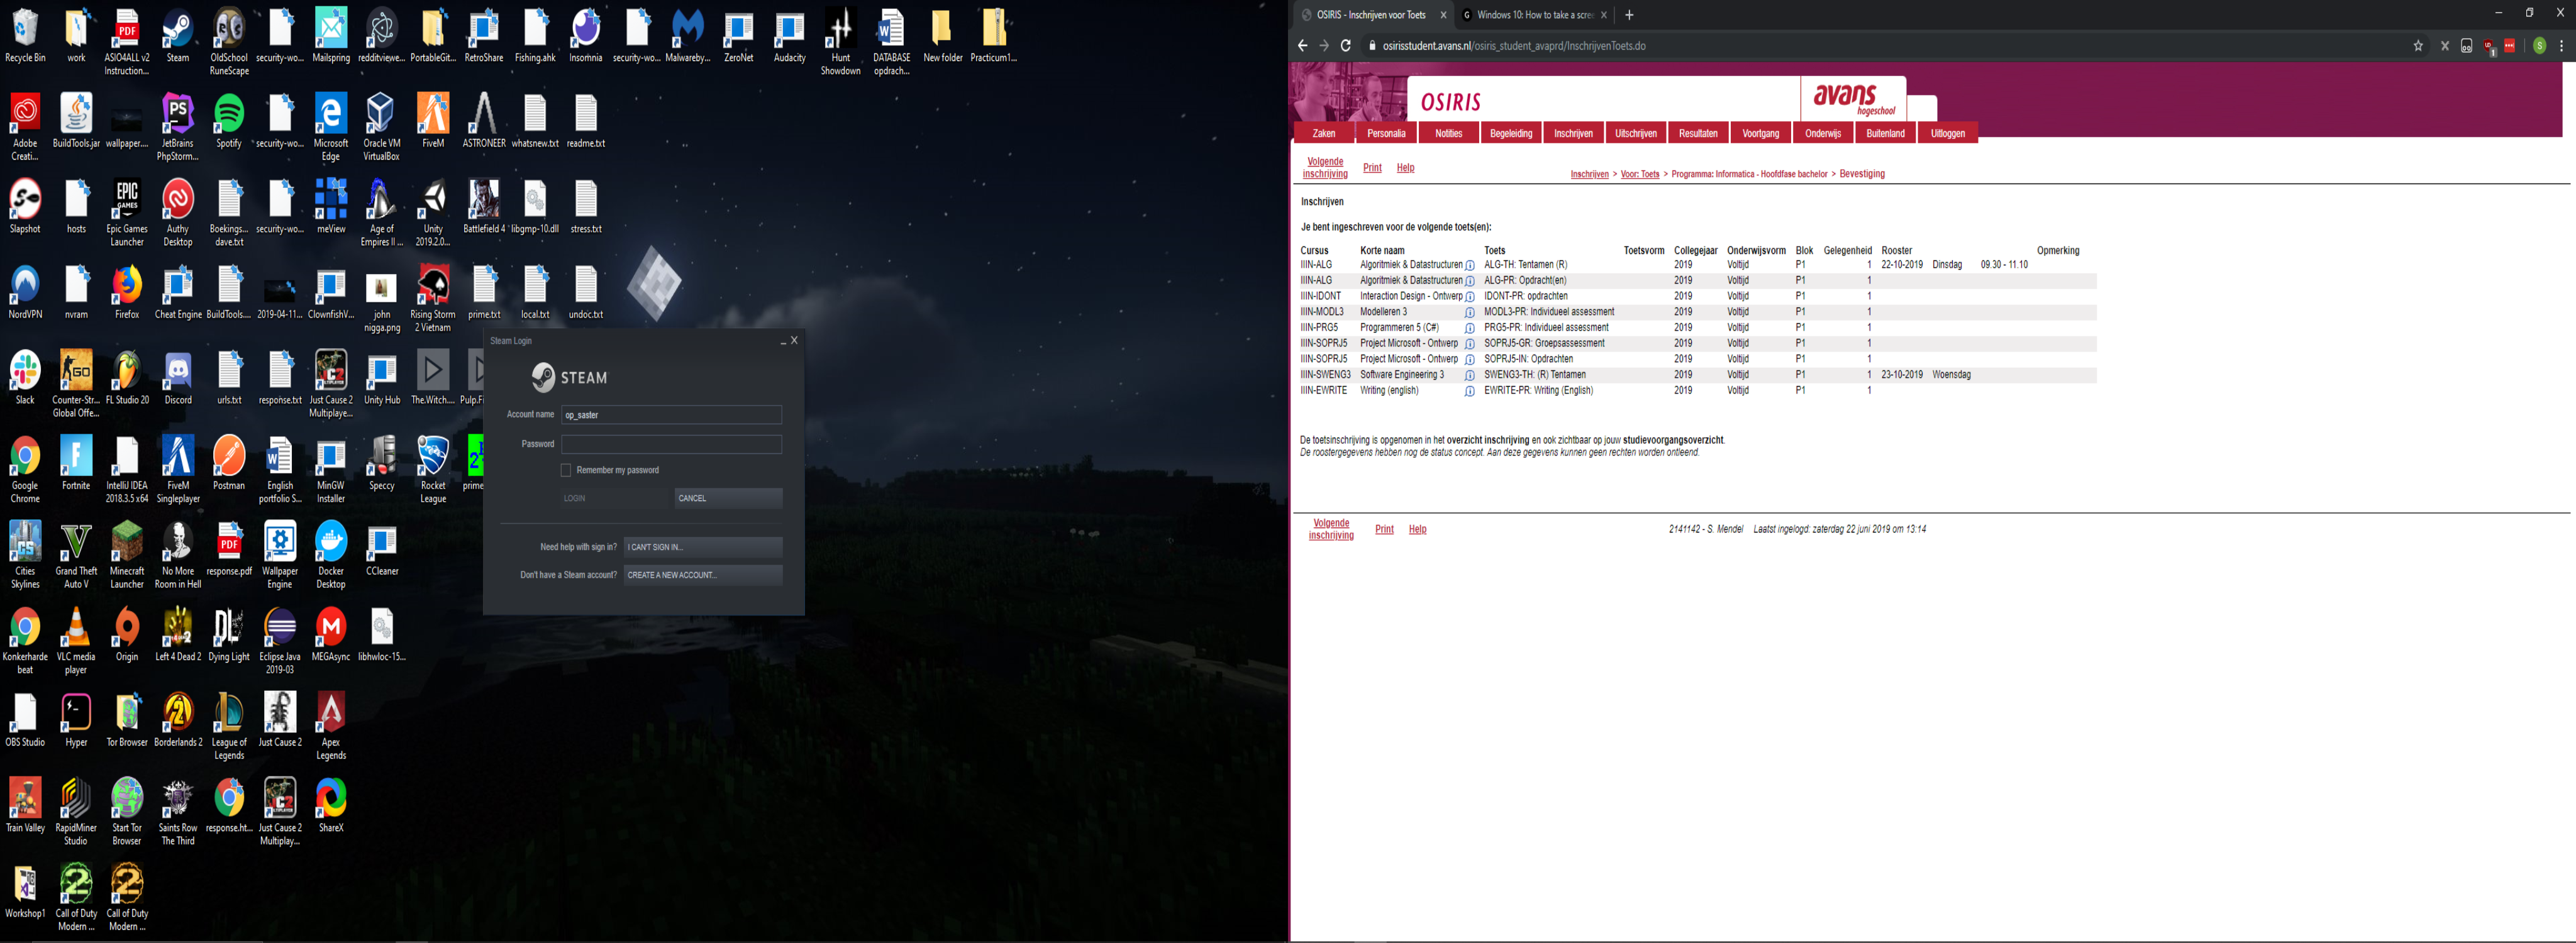 Recycle Bin
work
ASIO4ALL v2 Instruction...
Steam
OldSchool RuneScape
security-wo...
Mailspring
redditviewe...
PortableGit...
RetroShare
Fishing.ahk
Insomnia
security-wo...
Malwareby...
ZeroNet
Audacity
Hunt Showdown
DATABASE opdrach...
New folder
Practicum1...
Adobe Creati...
BuildTools.jar
wallpaper....
JetBrains PhpStorm...
Spotify
security-wo...
Microsoft Edge
Oracle VM VirtualBox
FiveM
ASTRONEER
whatsnew.txt
readme.txt
Slapshot
hosts
Epic Games Launcher
Authy Desktop
Boekings... dave.txt
security-wo...
meView
Age of Empires II ...
Unity 2019.2.0...
Battlefield 4
libgmp-10.dll
stress.txt
NordVPN
nvram
Firefox
Cheat Engine
BuildTools....
2019-04-11...
ClownfishV...
john nigga.png
Rising Storm 2 Vietnam
prime.txt
local.txt
undoc.txt
Slack
Counter-Str... Global Offe...
FL Studio 20
Discord
urls.txt
response.txt
Just Cause 2 Multiplaye...
Unity Hub
The.Witch....
Pulp.F
Google Chrome
Fortnite
IntelliJ IDEA 2018.3.5 x64
FiveM Singleplayer
Postman
English portfolio S...
MinGW Installer
Speccy
Rocket League
prime
Cities Skylines
Grand Theft Auto V
Minecraft Launcher
No More Room in Hell
response.pdf
Wallpaper Engine
Docker Desktop
CCleaner
Konkerharde beat
VLC media player
Origin
Left 4 Dead 2
Dying Light
Eclipse Java 2019-03
MEGAsync
libhwloc-15...
OBS Studio
Hyper
Tor Browser
Borderlands 2
League of Legends
Just Cause 2
Apex Legends
Train Valley
RapidMiner Studio
Start Tor Browser
Saints Row The Third
response.ht...
Just Cause 2 Multiplay...
ShareX
Workshop1
Call of Duty Modern ...
Call of Duty Modern ...
Steam Login
STEAM
Account name op_saster
Password
Remember my password
LOGIN CANCEL
Need help with sign in? I CAN'T SIGN IN...
Don't have a Steam account? CREATE A NEW ACCOUNT...
OSIRIS - Inschrijven voor Toets
Windows 10: How to take a scree
osirisstudent.avans.nl/osiris_student_avaprd/InschrijvenToets.do
OSIRIS
avans hogeschool
Zaken Personalia Notities Begeleiding Inschrijven Uitschrijven Resultaten Voortgang Onderwijs Buitenland Uitloggen
Volgende inschrijving Print Help
Inschrijven > Voor: Toets > Programma: Informatica - Hoofdfase bachelor > Bevestiging
Inschrijven
Je bent ingeschreven voor de volgende toets(en):
Cursus Korte naam Toets Toetsvorm Collegejaar Onderwijsvorm Blok Gelegenheid Rooster Opmerking
IIIN-ALG Algoritmiek & Datastructuren ALG-TH: Tentamen (R) 2019 Voltijd P1 1 22-10-2019 Dinsdag 09.30 - 11.10
IIIN-ALG Algoritmiek & Datastructuren ALG-PR: Opdracht(en) 2019 Voltijd P1 1
IIIN-IDONT Interaction Design - Ontwerp IDONT-PR: opdrachten 2019 Voltijd P1 1
IIIN-MODL3 Modelleren 3 MODL3-PR: Individueel assessment 2019 Voltijd P1 1
IIIN-PRG5 Programmeren 5 (C#) PRG5-PR: Individueel assessment 2019 Voltijd P1 1
IIIN-SOPRJ5 Project Microsoft - Ontwerp SOPRJ5-GR: Groepsassessment 2019 Voltijd P1 1
IIIN-SOPRJ5 Project Microsoft - Ontwerp SOPRJ5-IN: Opdrachten 2019 Voltijd P1 1
IIIN-SWENG3 Software Engineering 3 SWENG3-TH: (R) Tentamen 2019 Voltijd P1 1 23-10-2019 Woensdag
IIIN-EWRITE Writing (english) EWRITE-PR: Writing (English) 2019 Voltijd P1 1
De toetsinschrijving is opgenomen in het overzicht inschrijving en ook zichtbaar op jouw studievoorgangsoverzicht.
De roostergegevens hebben nog de status concept. Aan deze gegevens kunnen geen rechten worden ontleend.
Volgende inschrijving Print Help
2141142 - S. Mendel Laatst ingelogd: zaterdag 22 juni 2019 om 13:14